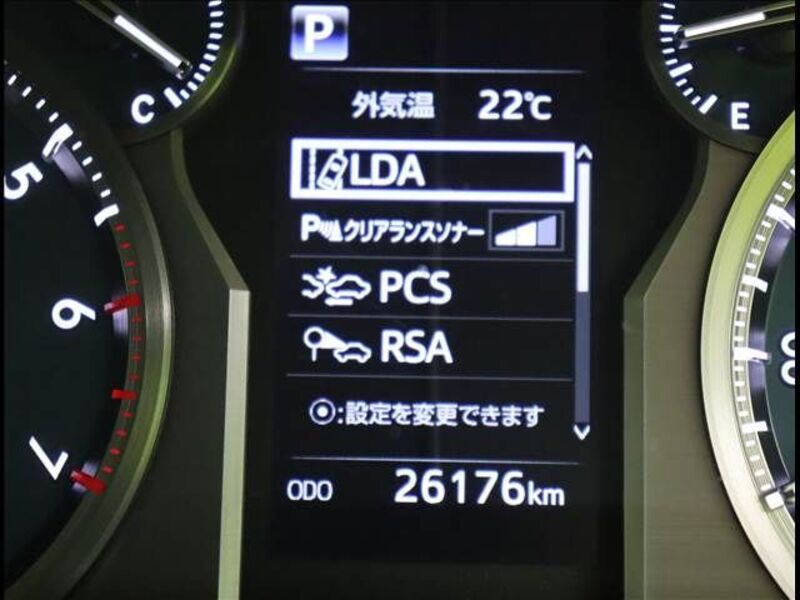 P
外気温 22℃
C
E
LDA
5
Pクリアランスソナー
PCS
6
RSA
◎:設定を変更できます
7
ODO 26176km